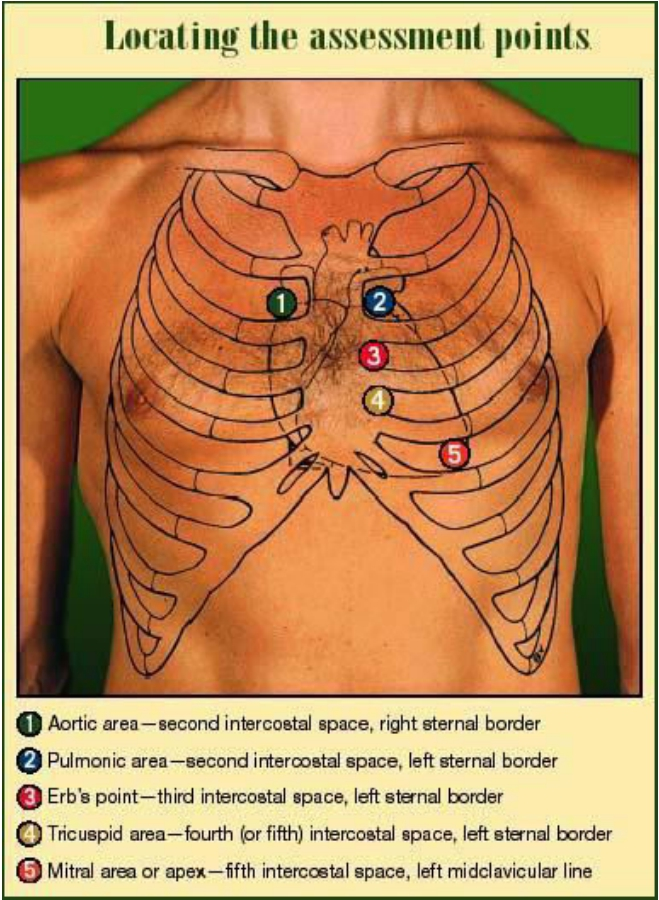 Locating the assessment points
1
2
3
4
5
1 Aortic area—second intercostal space, right sternal border
2 Pulmonic area—second intercostal space, left sternal border
3 Erb's point—third intercostal space, left sternal border
4 Tricuspid area—fourth (or fifth) intercostal space, left sternal border
5 Mitral area or apex—fifth intercostal space, left midclavicular line